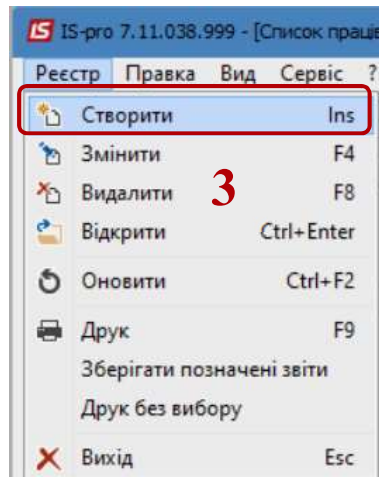 IS IS-pro 7.11.038.999 - [Список праці
Реєстр Правка Вид Сервіс ?
Створити Ins
Змінити F4
Видалити F8
3
Відкрити Ctrl+Enter
Оновити Ctrl+F2
Друк F9
Зберігати позначені звіти
Друк без вибору
Вихід Esc